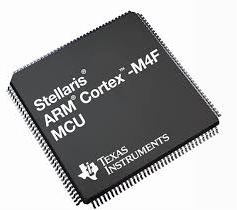 Stellaris®
ARM® Cortex™-M4F
MCU
TEXAS
INSTRUMENTS